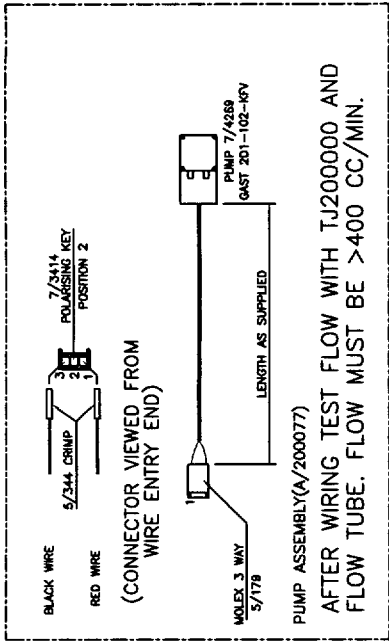 BLACK WIRE
RED WIRE
5/344 CRIMP
3
2
1
7/3414
POLARISING KEY
POSITION 2
(CONNECTOR VIEWED FROM
WIRE ENTRY END)
1
MOLEX 3 WAY
5/179
LENGTH AS SUPPLIED
PUMP 7/4269
GAST 2D1-102-KFV
PUMP ASSEMBLY(A/200077)
AFTER WIRING TEST FLOW WITH TJ200000 AND
FLOW TUBE. FLOW MUST BE >400 CC/MIN.